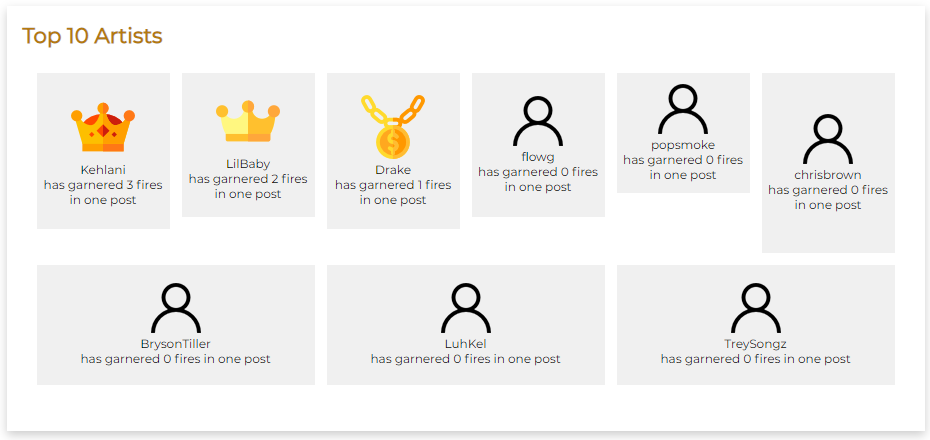 Top 10 Artists
Kehlani
has garnered 3 fires
in one post
LilBaby
has garnered 2 fires
in one post
Drake
has garnered 1 fires
in one post
flowg
has garnered 0 fires
in one post
popsmoke
has garnered 0 fires
in one post
chrisbrown
has garnered 0 fires
in one post
BrysonTiller
has garnered 0 fires in one post
LuhKel
has garnered 0 fires in one post
TreySongz
has garnered 0 fires in one post